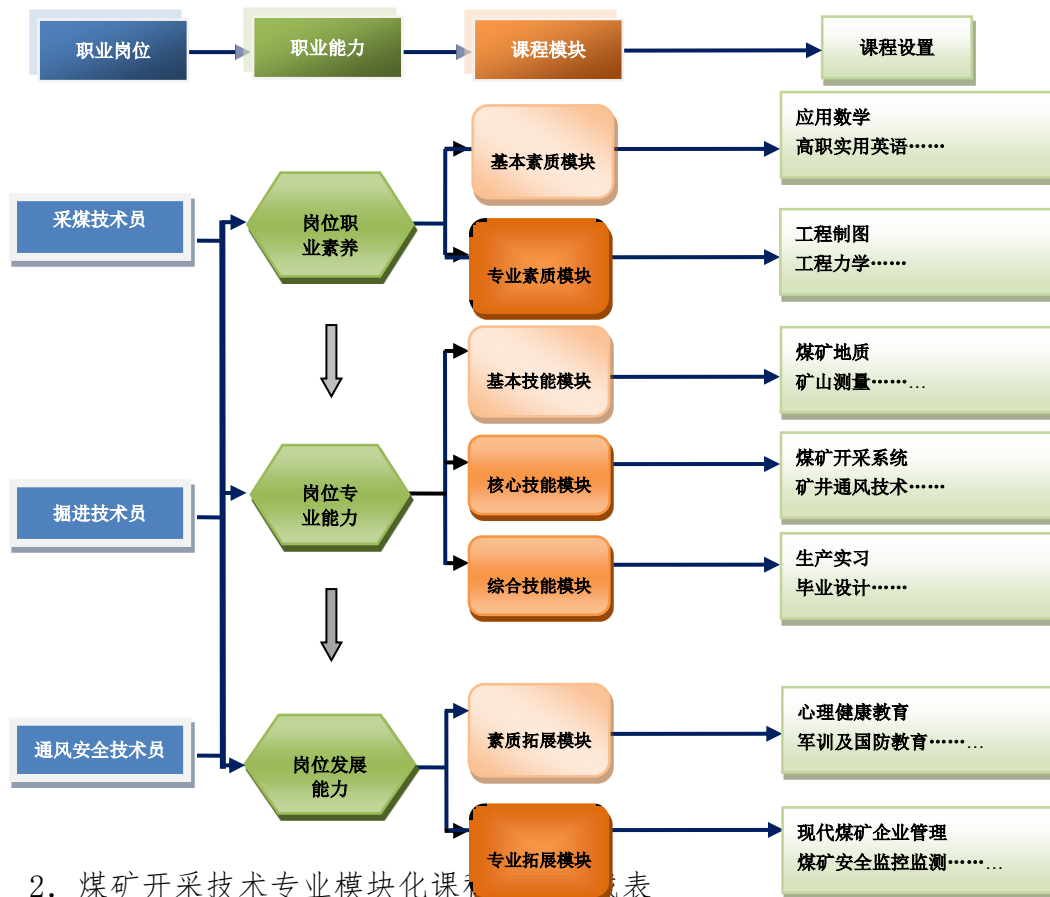 职业岗位
职业能力
课程模块
课程设置
采煤技术员
掘进技术员
通风安全技术员
岗位职
业素养
岗位专
业能力
岗位发展
能力
基本素质模块
专业素质模块
基本技能模块
核心技能模块
综合技能模块
素质拓展模块
专业拓展模块
应用数学
高职实用英语……
工程制图
工程力学……
煤矿地质
矿山测量………
煤矿开采系统
矿井通风技术……
生产实习
毕业设计……
心理健康教育
军训及国防教育………
现代煤矿企业管理
煤矿安全监控监测………
2. 煤矿开采技术专业模块化课 表